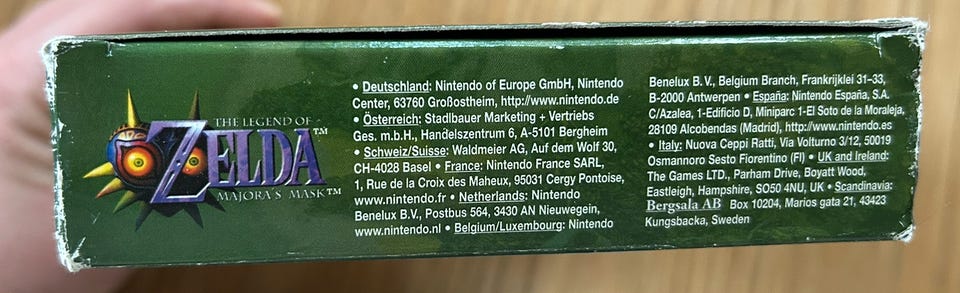 THE LEGEND OF
ZELDA™
MAJORA'S MASK™
• Deutschland: Nintendo of Europe GmbH, Nintendo
Center, 63760 Großostheim, http://www.nintendo.de
• Österreich: Stadlbauer Marketing + Vertriebs
Ges. m.b.H., Handelszentrum 6, A-5101 Bergheim
• Schweiz/Suisse: Waldmeier AG, Auf dem Wolf 30,
CH-4028 Basel • France: Nintendo France SARL,
1, Rue de la Croix des Maheux, 95031 Cergy Pontoise,
www.nintendo.fr • Netherlands: Nintendo
Benelux B.V., Postbus 564, 3430 AN Nieuwegein,
www.nintendo.nl • Belgium/Luxembourg: Nintendo
Benelux B.V., Belgium Branch, Frankrijklei 31-33,
B-2000 Antwerpen • España: Nintendo España, S.A.
C/Azalea, 1-Edificio D, Miniparc 1-El Soto de la Moraleja,
28109 Alcobendas (Madrid), http://www.nintendo.es
• Italy: Nuova Ceppi Ratti, Via Volturno 3/12, 50019
Osmannoro Sesto Fiorentino (FI) • UK and Ireland:
The Games LTD., Parham Drive, Boyatt Wood,
Eastleigh, Hampshire, SO50 4NU, UK • Scandinavia:
Bergsala AB Box 10204, Marios gata 21, 43423
Kungsbacka, Sweden